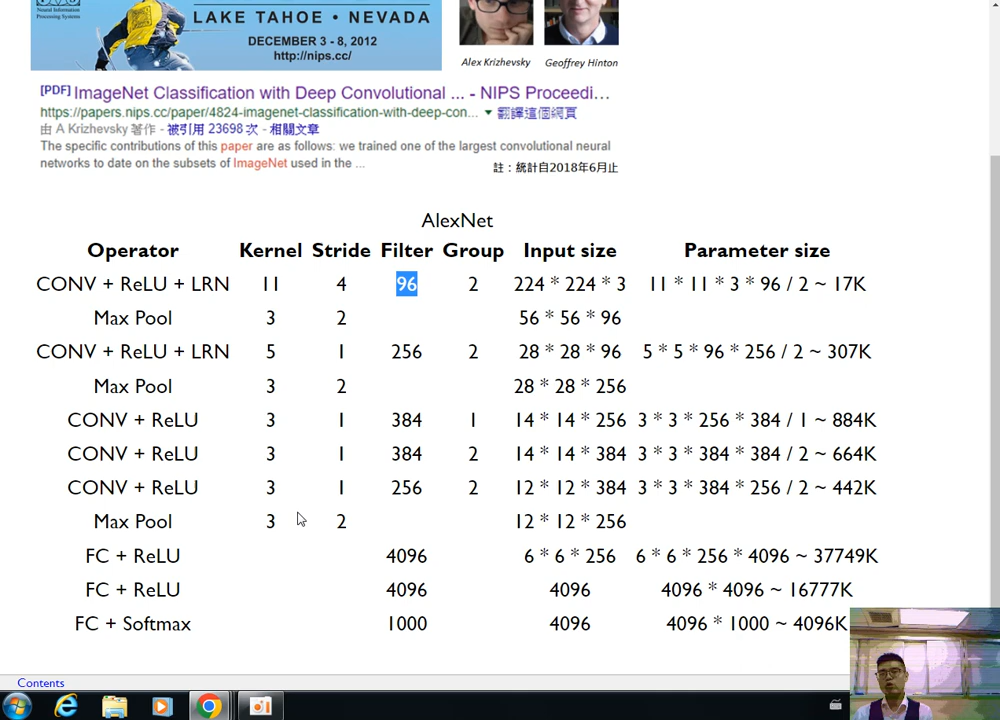 Neural Information
Processing Systems
LAKE TAHOE • NEVADA
DECEMBER 3 - 8, 2012
http://nips.cc/
Alex Krizhevsky Geoffrey Hinton
[PDF] ImageNet Classification with Deep Convolutional ... - NIPS Proceedi...
https://papers.nips.cc/paper/4824-imagenet-classification-with-deep-con... 翻譯這個網頁
由 A Krizhevsky 著作 - 被引用 23698 次 - 相關文章
The specific contributions of this paper are as follows: we trained one of the largest convolutional neural
networks to date on the subsets of ImageNet used in the ...
註：統計自2018年6月止
AlexNet
Operator Kernel Stride Filter Group Input size Parameter size
CONV + ReLU + LRN 11 4 96 2 224 * 224 * 3 11 * 11 * 3 * 96 / 2 ~ 17K
Max Pool 3 2 56 * 56 * 96
CONV + ReLU + LRN 5 1 256 2 28 * 28 * 96 5 * 5 * 96 * 256 / 2 ~ 307K
Max Pool 3 2 28 * 28 * 256
CONV + ReLU 3 1 384 1 14 * 14 * 256 3 * 3 * 256 * 384 / 1 ~ 884K
CONV + ReLU 3 1 384 2 14 * 14 * 384 3 * 3 * 384 * 384 / 2 ~ 664K
CONV + ReLU 3 1 256 2 12 * 12 * 384 3 * 3 * 384 * 256 / 2 ~ 442K
Max Pool 3 2 12 * 12 * 256
FC + ReLU 4096 6 * 6 * 256 6 * 6 * 256 * 4096 ~ 37749K
FC + ReLU 4096 4096 4096 * 4096 ~ 16777K
FC + Softmax 1000 4096 4096 * 1000 ~ 4096K
Contents